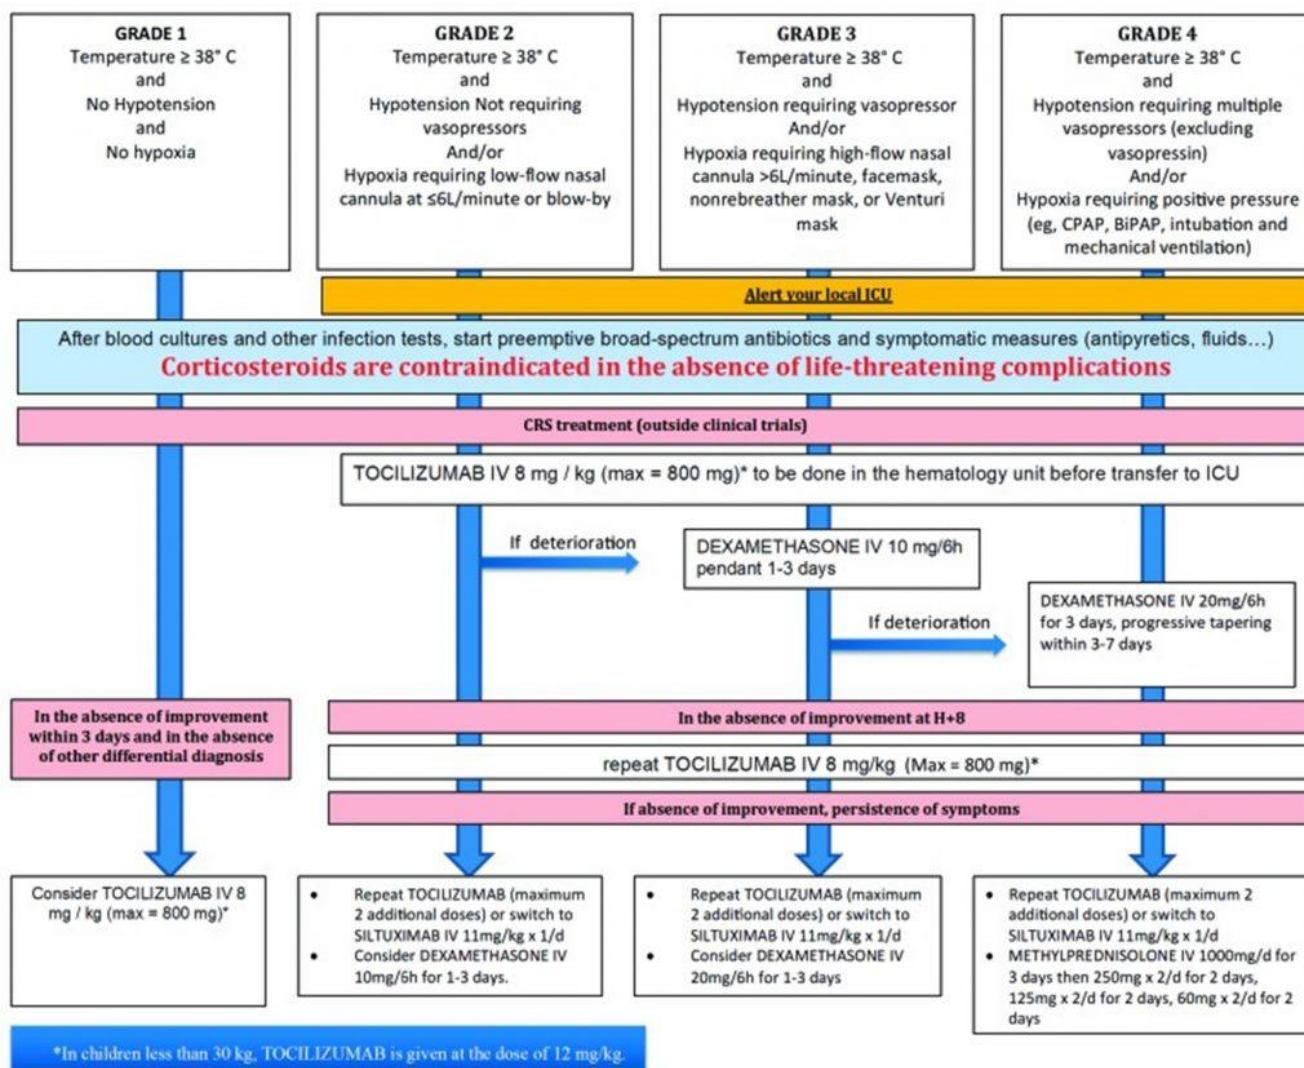 GRADE 1
Temperature ≥ 38° C
and
No Hypotension
and
No hypoxia
GRADE 2
Temperature ≥ 38° C
and
Hypotension Not requiring
vasopressors
And/or
Hypoxia requiring low-flow nasal
cannula at ≤6L/minute or blow-by
GRADE 3
Temperature ≥ 38° C
and
Hypotension requiring vasopressor
And/or
Hypoxia requiring high-flow nasal
cannula >6L/minute, facemask,
nonrebreather mask, or Venturi
mask
GRADE 4
Temperature ≥ 38° C
and
Hypotension requiring multiple
vasopressors (excluding
vasopressin)
And/or
Hypoxia requiring positive pressure
(eg, CPAP, BiPAP, intubation and
mechanical ventilation)
Alert your local ICU
After blood cultures and other infection tests, start preemptive broad-spectrum antibiotics and symptomatic measures (antipyretics, fluids...)
Corticosteroids are contraindicated in the absence of life-threatening complications
CRS treatment (outside clinical trials)
TOCILIZUMAB IV 8 mg / kg (max = 800 mg)* to be done in the hematology unit before transfer to ICU
If deterioration
DEXAMETHASONE IV 10 mg/6h
pendant 1-3 days
If deterioration
DEXAMETHASONE IV 20mg/6h
for 3 days, progressive tapering
within 3-7 days
In the absence of improvement
within 3 days and in the absence
of other differential diagnosis
In the absence of improvement at H+8
repeat TOCILIZUMAB IV 8 mg/kg (Max = 800 mg)*
If absence of improvement, persistence of symptoms
Consider TOCILIZUMAB IV 8
mg / kg (max = 800 mg)*
• Repeat TOCILIZUMAB (maximum
2 additional doses) or switch to
SILTUXIMAB IV 11mg/kg x 1/d
• Consider DEXAMETHASONE IV
10mg/6h for 1-3 days.
• Repeat TOCILIZUMAB (maximum
2 additional doses) or switch to
SILTUXIMAB IV 11mg/kg x 1/d
• Consider DEXAMETHASONE IV
20mg/6h for 1-3 days
• Repeat TOCILIZUMAB (maximum 2
additional doses) or switch to
SILTUXIMAB IV 11mg/kg x 1/d
• METHYLPREDNISOLONE IV 1000mg/d for
3 days then 250mg x 2/d for 2 days,
125mg x 2/d for 2 days, 60mg x 2/d for 2
days
*In children less than 30 kg, TOCILIZUMAB is given at the dose of 12 mg/kg.